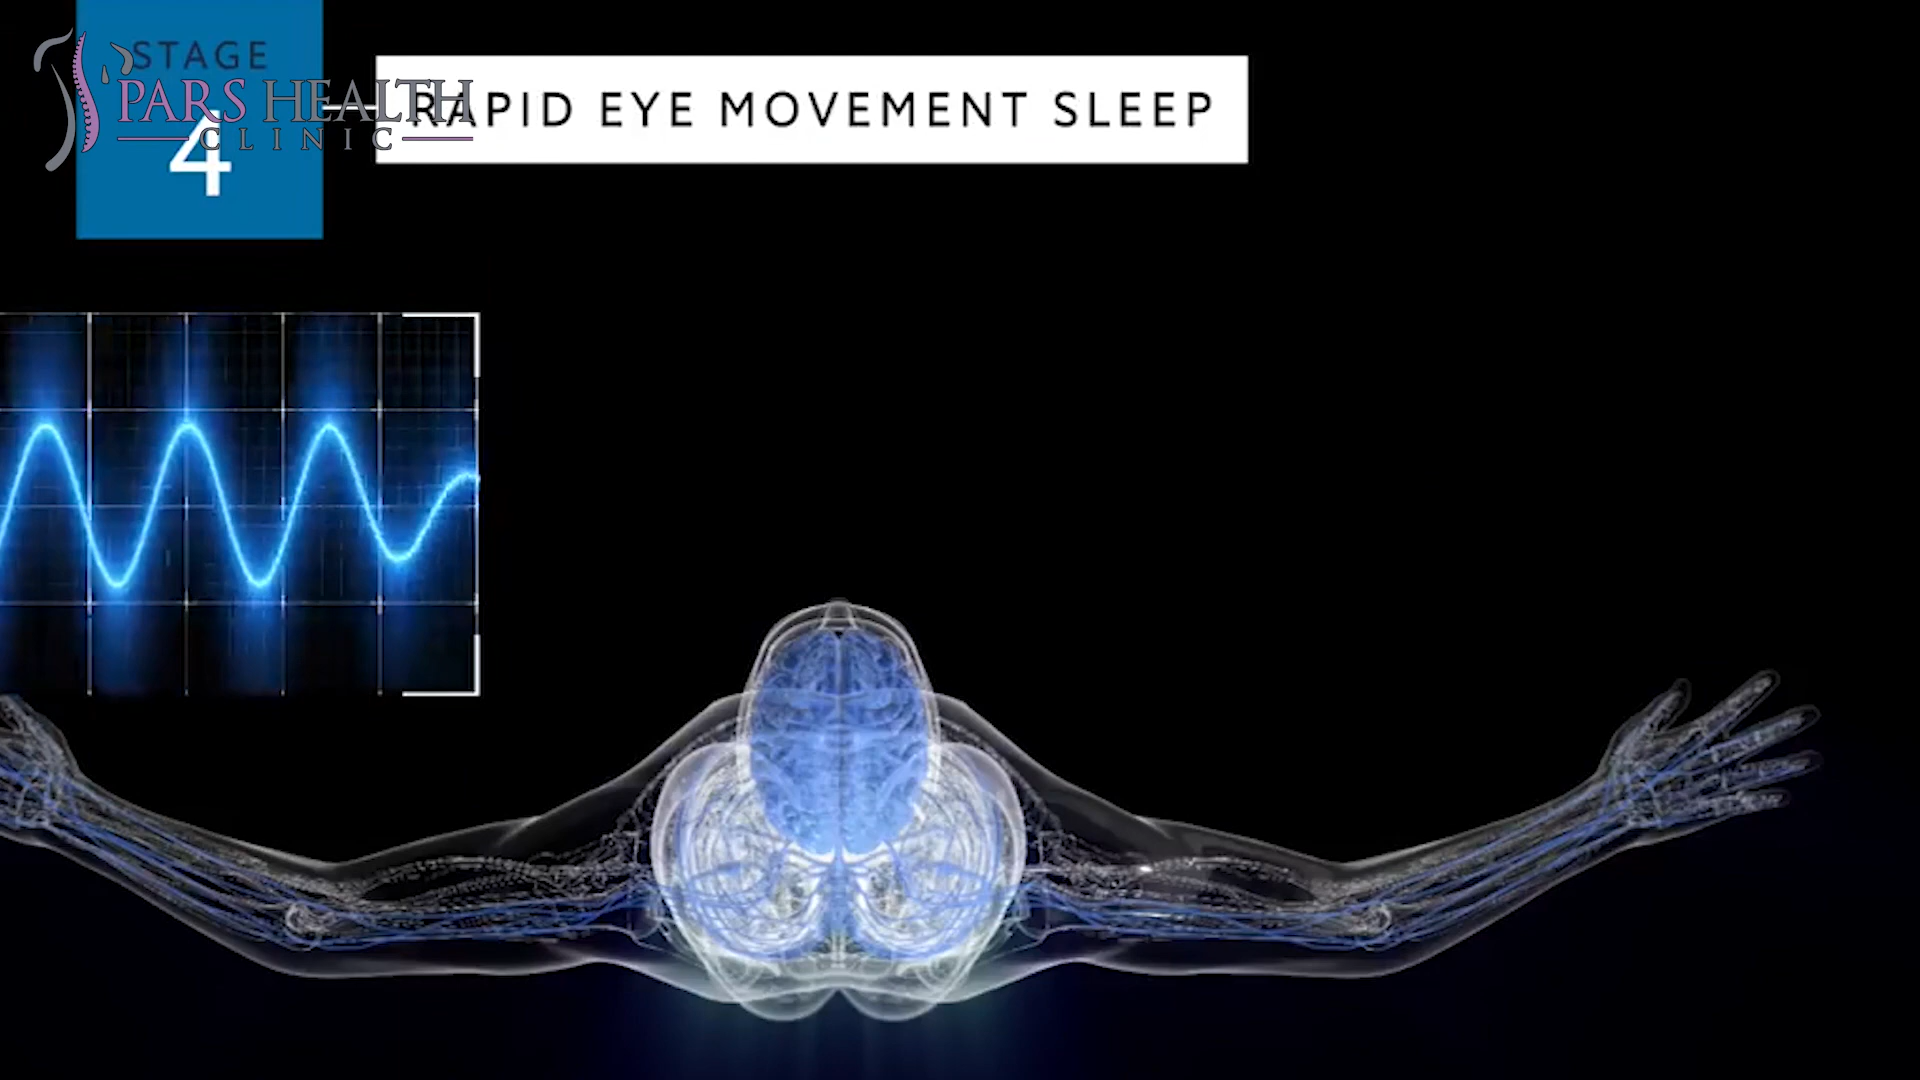 STAGE
4
RAPID EYE MOVEMENT SLEEP
PARS HEALTH
CLINIC